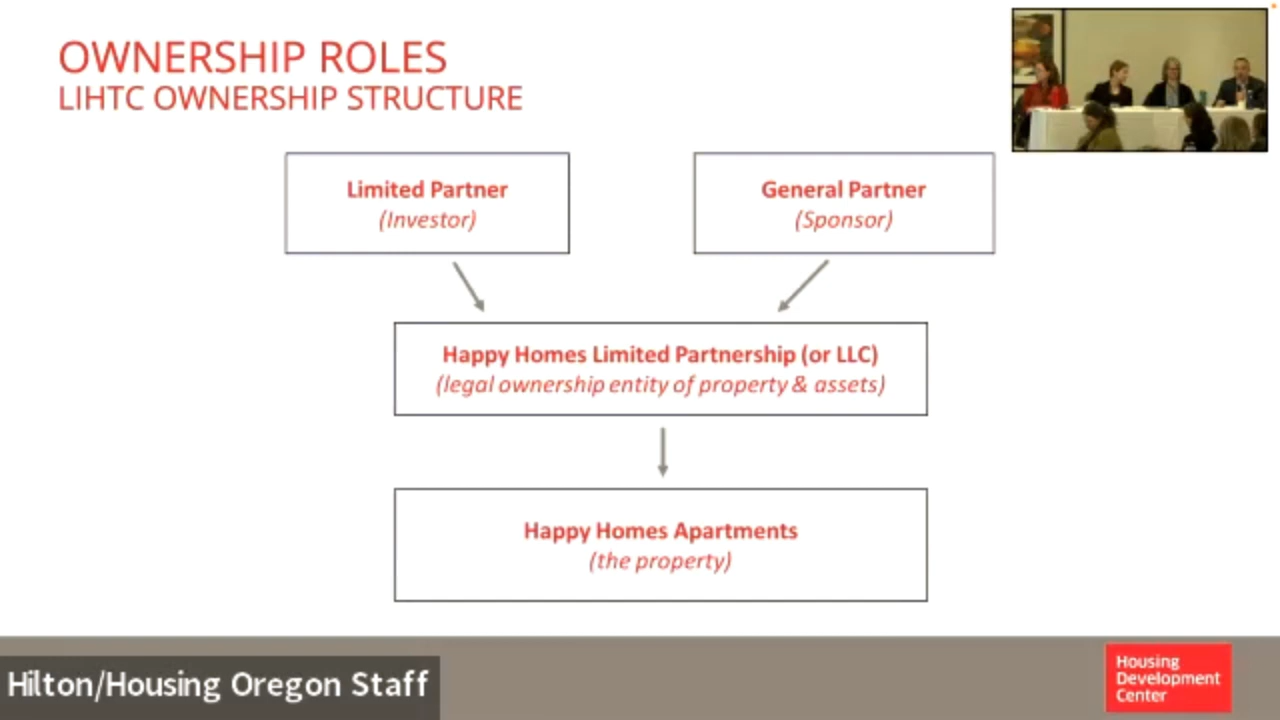 OWNERSHIP ROLES
LIHTC OWNERSHIP STRUCTURE
Limited Partner
(Investor)
General Partner
(Sponsor)
Happy Homes Limited Partnership (or LLC)
(legal ownership entity of property & assets)
Happy Homes Apartments
(the property)
Hilton/Housing Oregon Staff
Housing
Development
Center